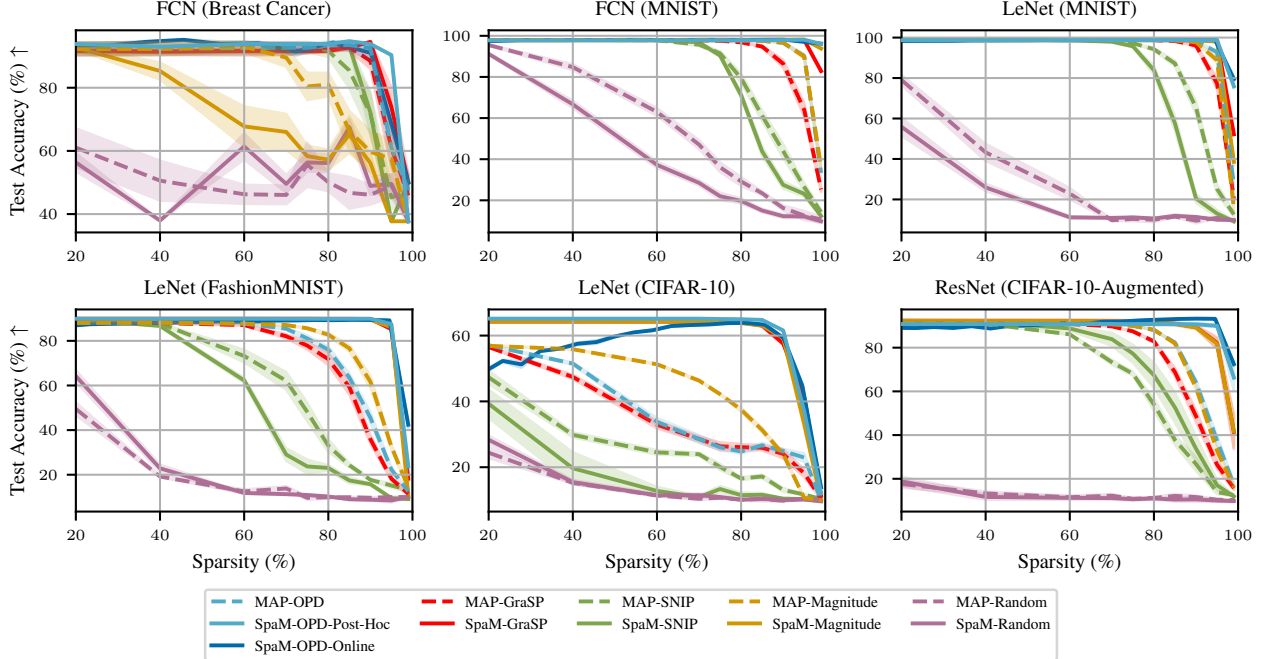 FCN (Breast Cancer)
FCN (MNIST)
LeNet (MNIST)
Test Accuracy (%) ↑
80
60
40
20
40
60
80
100
100
80
60
40
20
20
40
60
80
100
100
80
60
40
20
20
40
60
80
100
LeNet (FashionMNIST)
LeNet (CIFAR-10)
ResNet (CIFAR-10-Augmented)
Test Accuracy (%) ↑
80
60
40
20
20
40
60
80
100
Sparsity (%)
60
40
20
20
40
60
80
100
Sparsity (%)
80
60
40
20
20
40
60
80
100
Sparsity (%)
MAP-OPD
MAP-GraSP
MAP-SNIP
MAP-Magnitude
MAP-Random
SpaM-OPD-Post-Hoc
SpaM-GraSP
SpaM-SNIP
SpaM-Magnitude
SpaM-Random
SpaM-OPD-Online